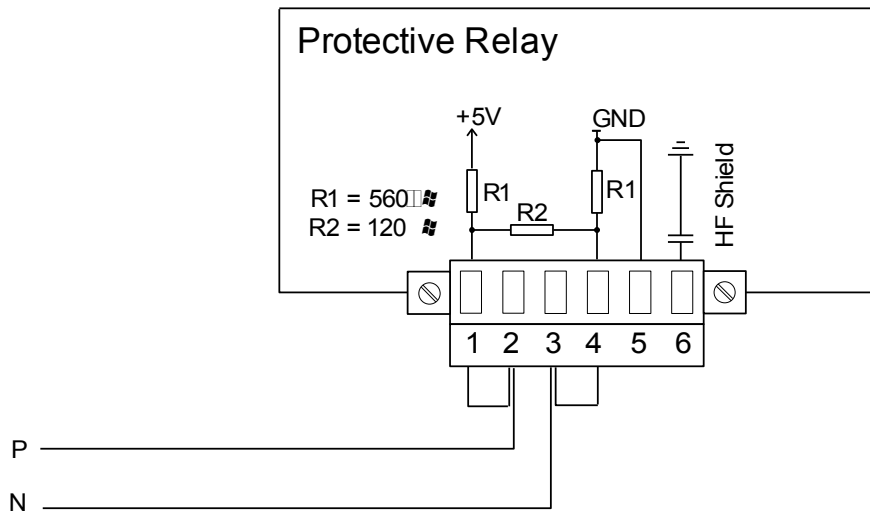 Protective Relay
+5V
GND
R1 = 560
R1
R1
R2 = 120
R2
HF Shield
1 2 3 4 5 6
P
N